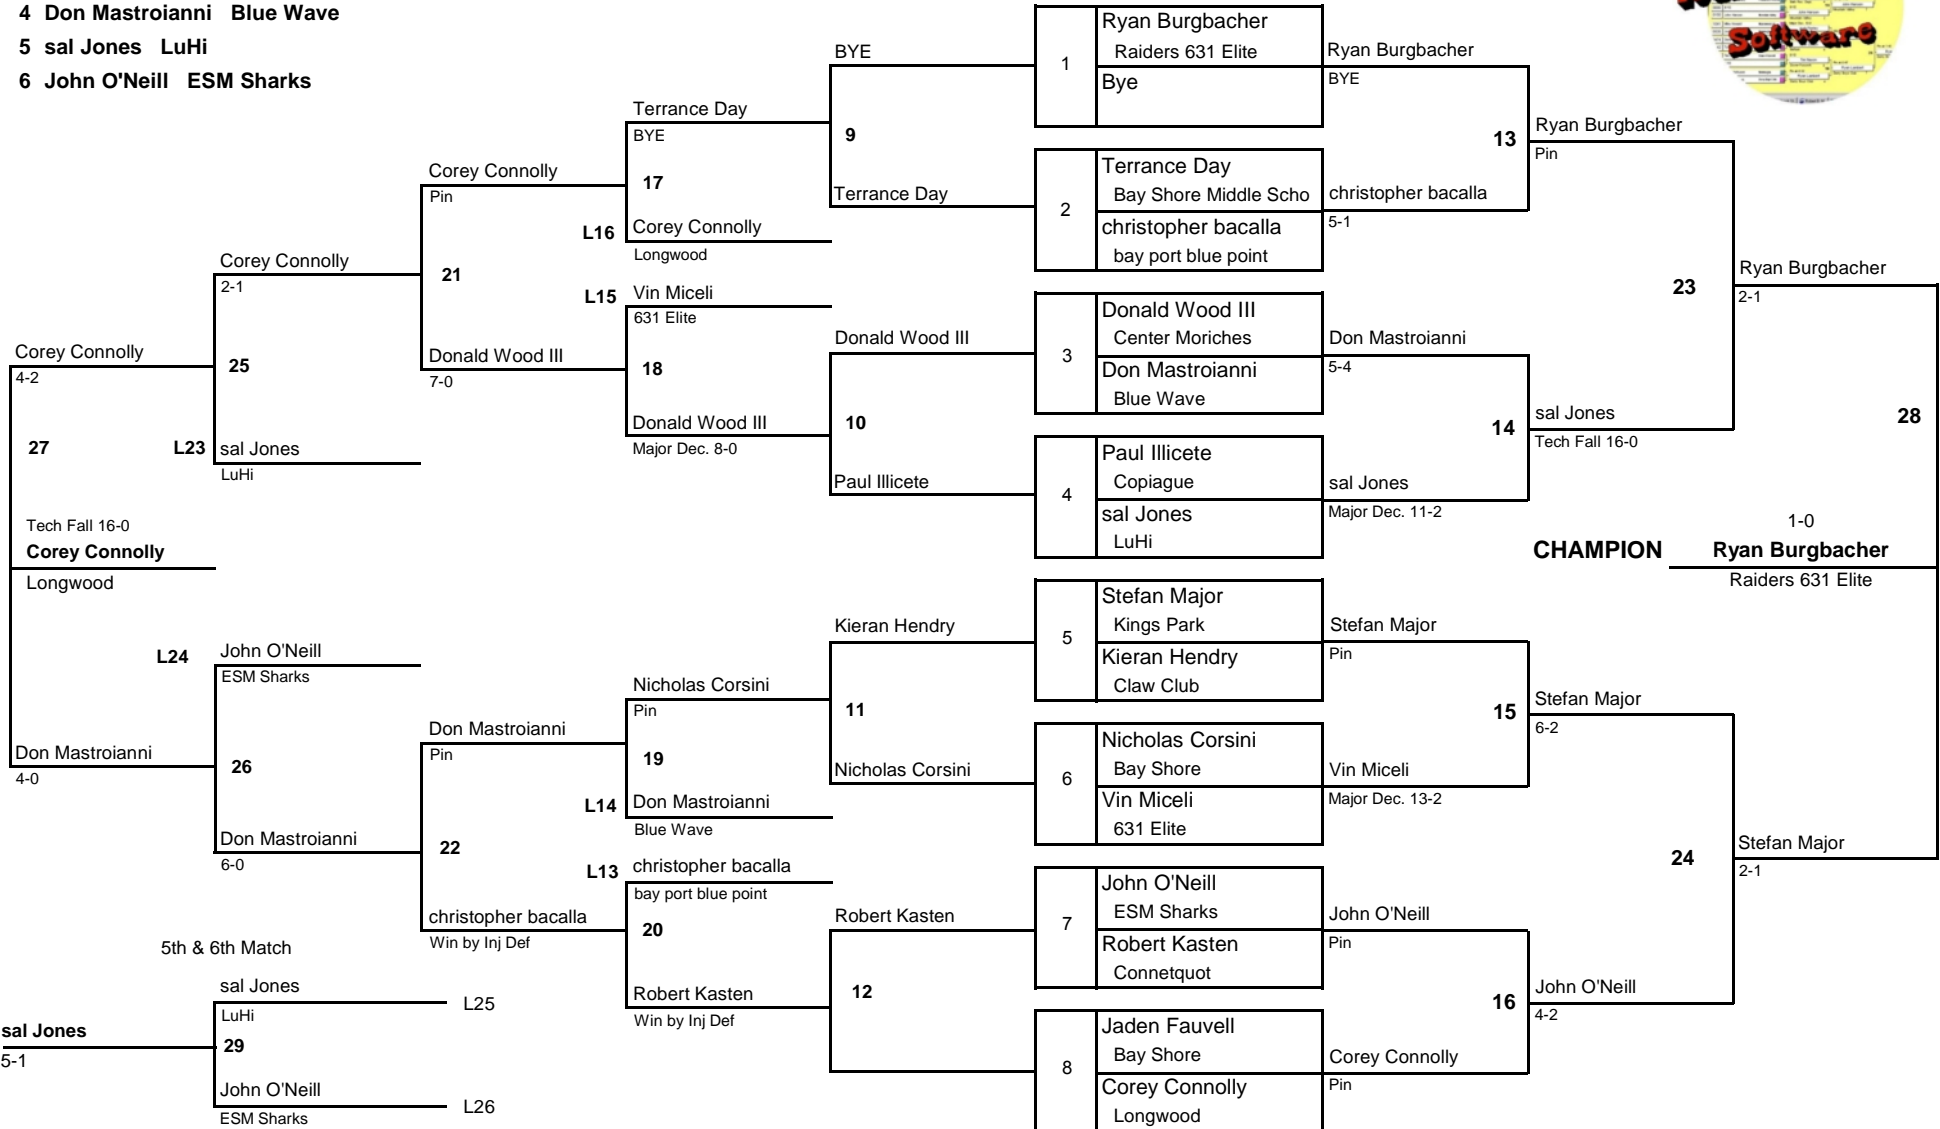 4 Don Mastroianni Blue Wave
5 sal Jones LuHi
6 John O'Neill ESM Sharks
Software
Ryan Burgbacher
Raiders 631 Elite
1
Bye
Terrance Day
Bay Shore Middle Scho
2
christopher bacalla
bay port blue point
Donald Wood III
Center Moriches
3
Don Mastroianni
Blue Wave
Paul Illicete
Copiague
4
sal Jones
LuHi
Stefan Major
Kings Park
5
Kieran Hendry
Claw Club
Nicholas Corsini
Bay Shore
6
Vin Miceli
631 Elite
John O'Neill
ESM Sharks
7
Robert Kasten
Connetquot
Jaden Fauvell
Bay Shore
8
Corey Connolly
Longwood
Ryan Burgbacher
BYE
13
christopher bacalla
5-1
Don Mastroianni
5-4
14
sal Jones
Major Dec. 11-2
Stefan Major
Pin
15
Vin Miceli
Major Dec. 13-2
John O'Neill
Pin
16
Corey Connolly
Pin
Ryan Burgbacher
Pin
23
sal Jones
Tech Fall 16-0
Stefan Major
6-2
24
John O'Neill
4-2
Ryan Burgbacher
2-1
28
Stefan Major
2-1
1-0
CHAMPION Ryan Burgbacher
Raiders 631 Elite
BYE
9
Terrance Day
Donald Wood III
10
Paul Illicete
Kieran Hendry
11
Nicholas Corsini
Robert Kasten
12
Terrance Day
BYE
17
L16 Corey Connolly
Longwood
L15 Vin Miceli
631 Elite
18
Donald Wood III
Major Dec. 8-0
Nicholas Corsini
Pin
19
L14 Don Mastroianni
Blue Wave
L13 christopher bacalla
bay port blue point
20
Robert Kasten
Win by Inj Def
Corey Connolly
Pin
21
Donald Wood III
7-0
Don Mastroianni
Pin
22
christopher bacalla
Win by Inj Def
Corey Connolly
2-1
25
L23 sal Jones
LuHi
L24 John O'Neill
ESM Sharks
26
Don Mastroianni
6-0
Corey Connolly
4-2
27
Tech Fall 16-0
Corey Connolly
Longwood
Don Mastroianni
4-0
5th & 6th Match
sal Jones L25
LuHi
sal Jones
5-1
29
John O'Neill L26
ESM Sharks